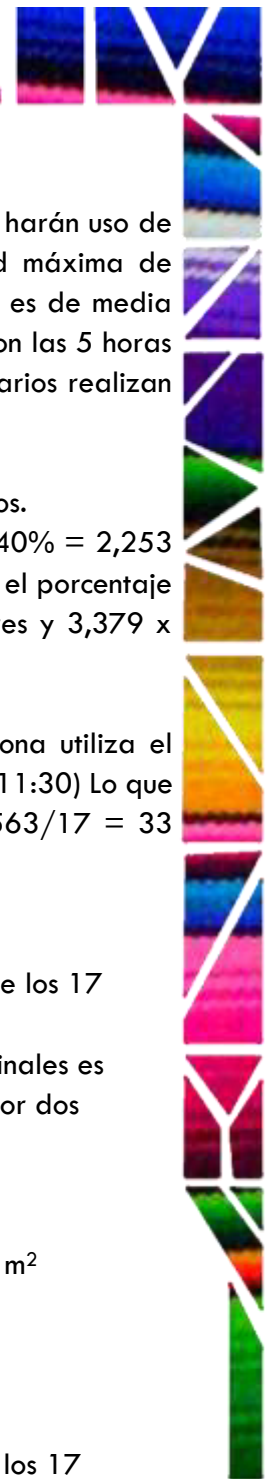 harán uso de
máxima de
es de media
on las 5 horas
arios realizan
os.
40% = 2,253
el porcentaje
es y 3,379 x
ona utiliza el
11:30) Lo que
563/17 = 33
e los 17
inales es
or dos
m²
los 17